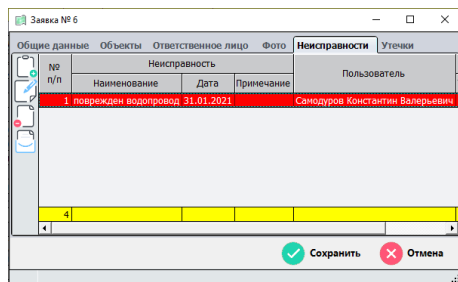 Заявка № 6
Общие данные Объекты Ответственное лицо Фото Неисправности Утечки
№ п/п Неисправность Пользователь
Наименование Дата Примечание
1 поврежден водопровод 31.01.2021 Самодуров Константин Валерьевич
4
Сохранить Отмена